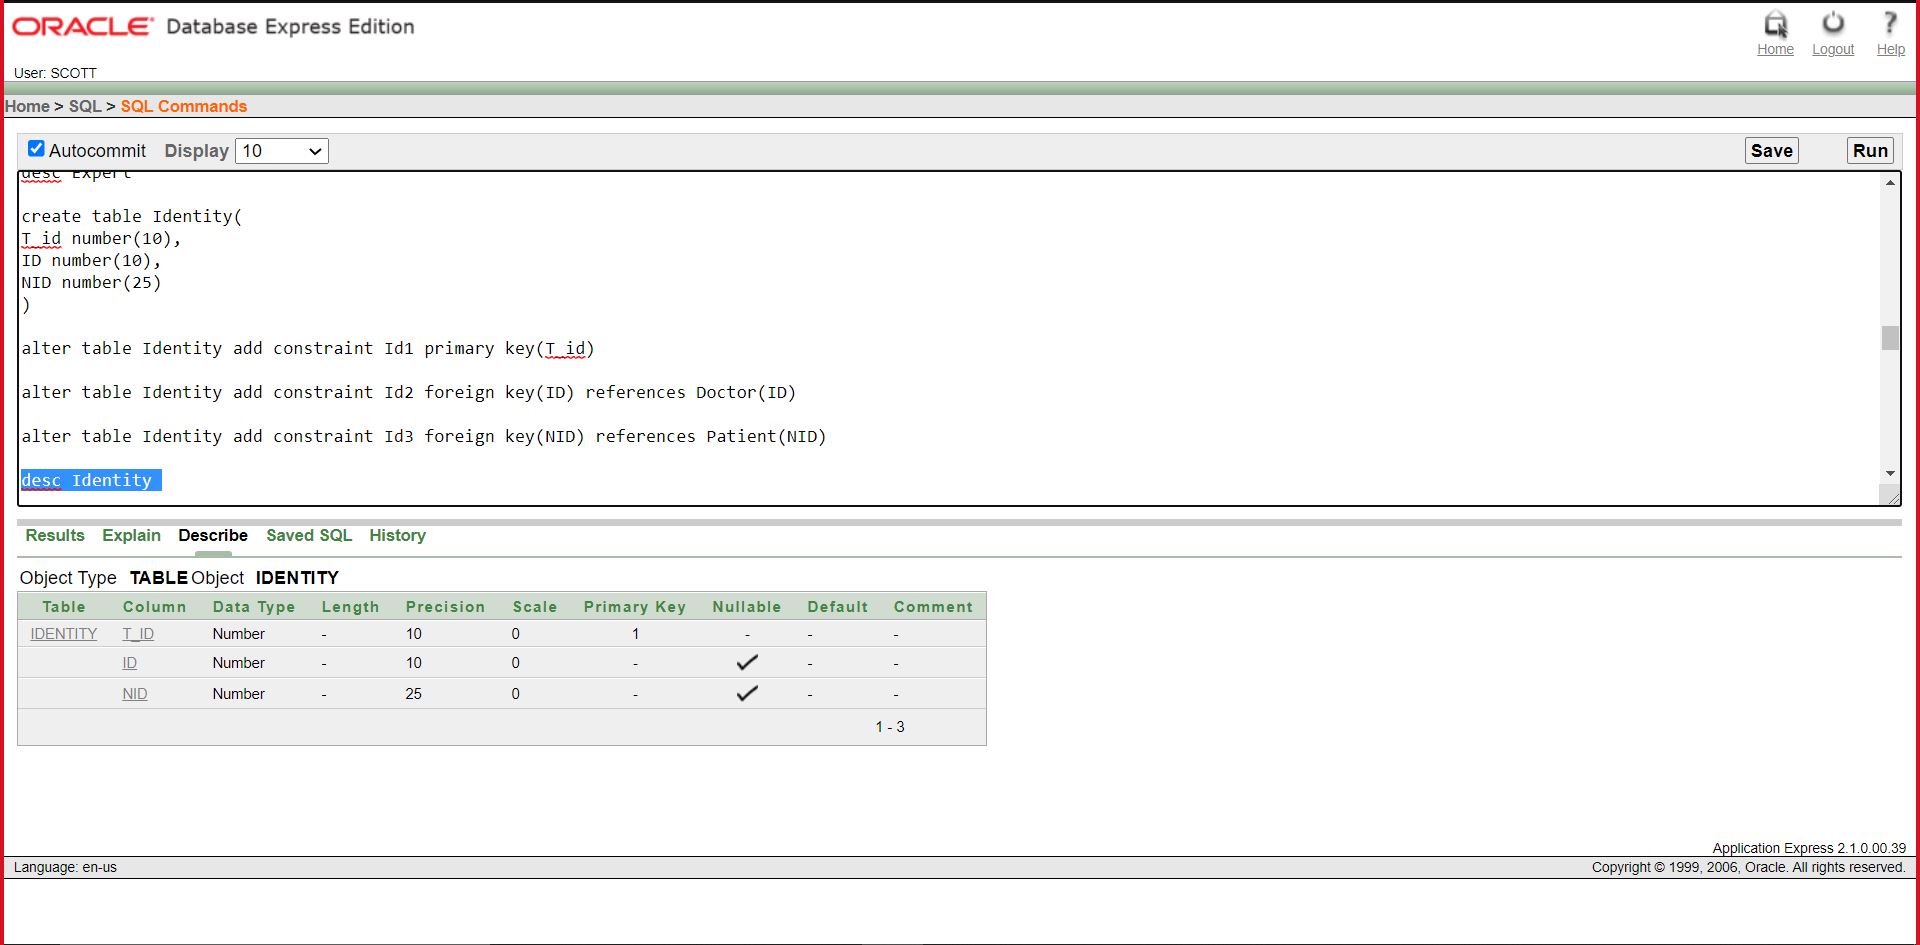 ORACLE® Database Express Edition
Home Logout Help
User: SCOTT
Home > SQL > SQL Commands
Autocommit Display 10 Save Run
desc Expert
create table Identity(
T_id number(10),
ID number(10),
NID number(25)
)
alter table Identity add constraint Id1 primary key(T_id)
alter table Identity add constraint Id2 foreign key(ID) references Doctor(ID)
alter table Identity add constraint Id3 foreign key(NID) references Patient(NID)
desc Identity
Results Explain Describe Saved SQL History
Object Type TABLE Object IDENTITY
Table Column Data Type Length Precision Scale Primary Key Nullable Default Comment
IDENTITY T_ID Number - 10 0 1 - - -
ID Number - 10 0 - - -
NID Number - 25 0 - - -
1 - 3
Application Express 2.1.0.00.39
Language: en-us Copyright © 1999, 2006, Oracle. All rights reserved.